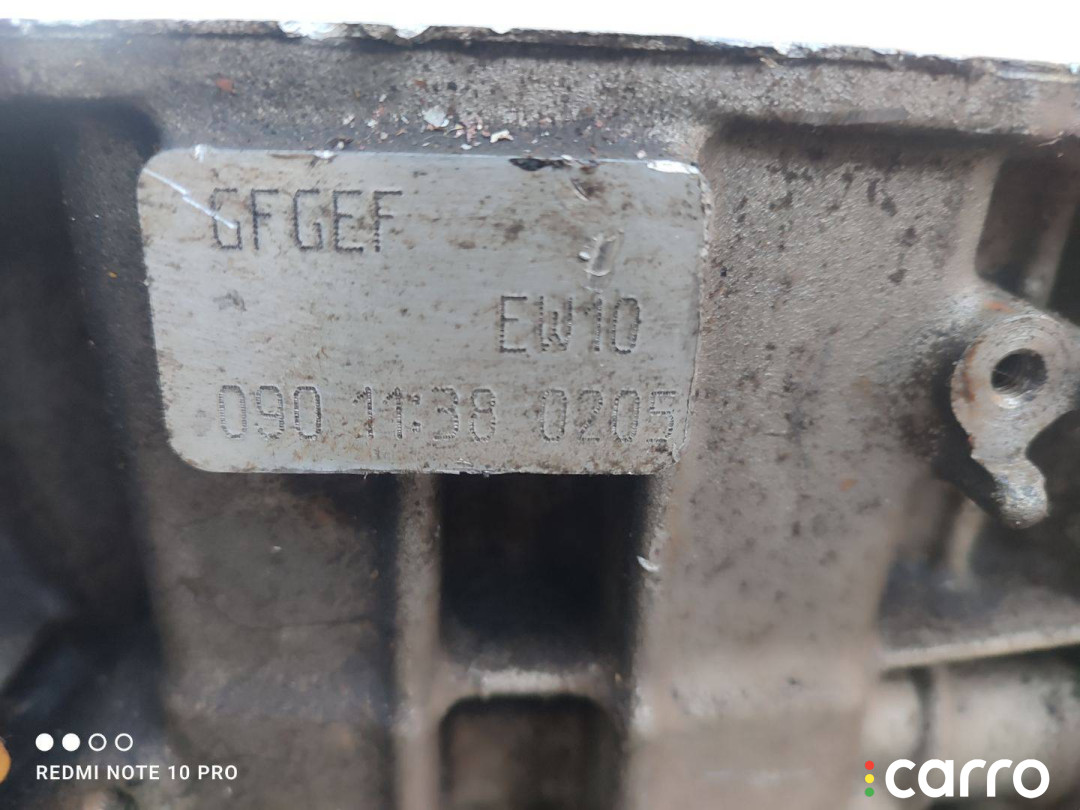 GFGEF
EW10
090 11:38 0205
REDMI NOTE 10 PRO
carro